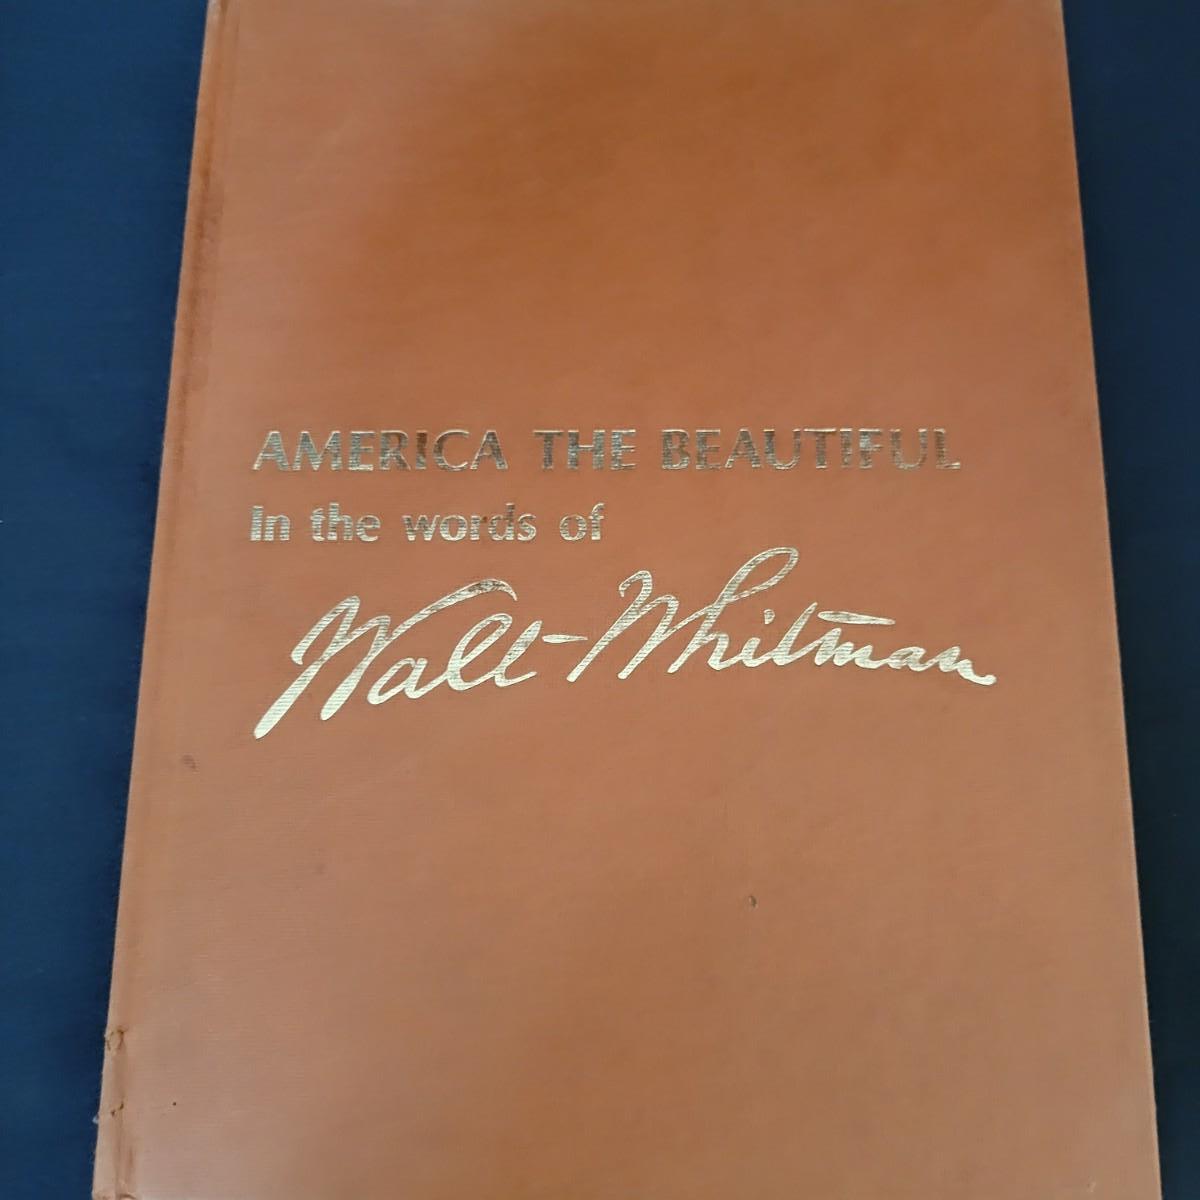 AMERICA THE BEAUTIFUL
In the words of
Walt Whitman